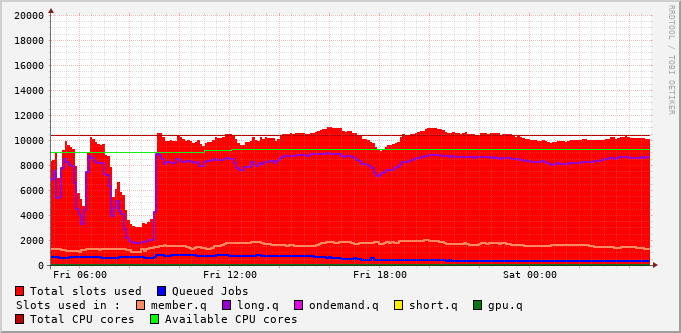 20000
18000
16000
14000
12000
10000
8000
6000
4000
2000
0
Fri 06:00 Fri 12:00 Fri 18:00 Sat 00:00
RRDTOOL / TOBI OETIKER
Total slots used Queued Jobs
Slots used in : member.q long.q ondemand.q short.q gpu.q
Total CPU cores Available CPU cores